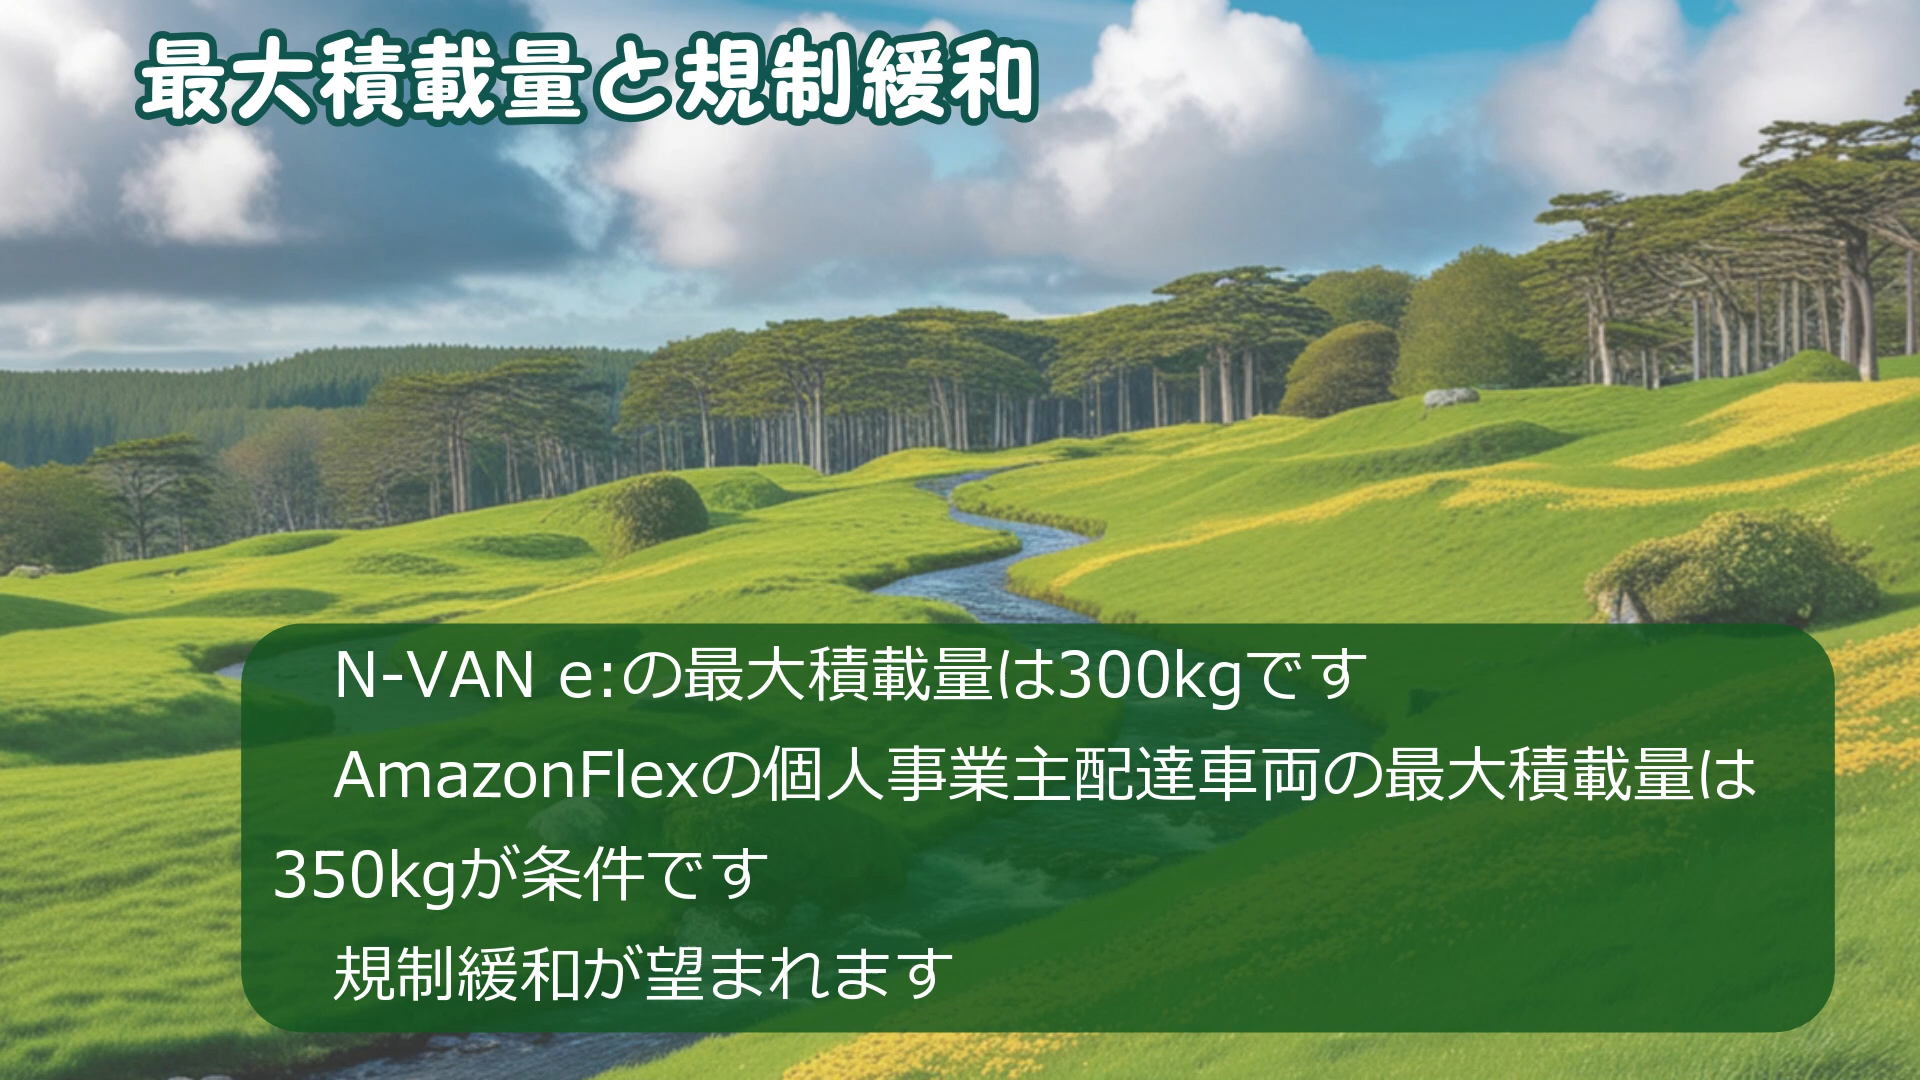 最大積載量と規制緩和
N-VAN e:の最大積載量は300kgです
AmazonFlexの個人事業主配達車両の最大積載量は
350kgが条件です
規制緩和が望まれます